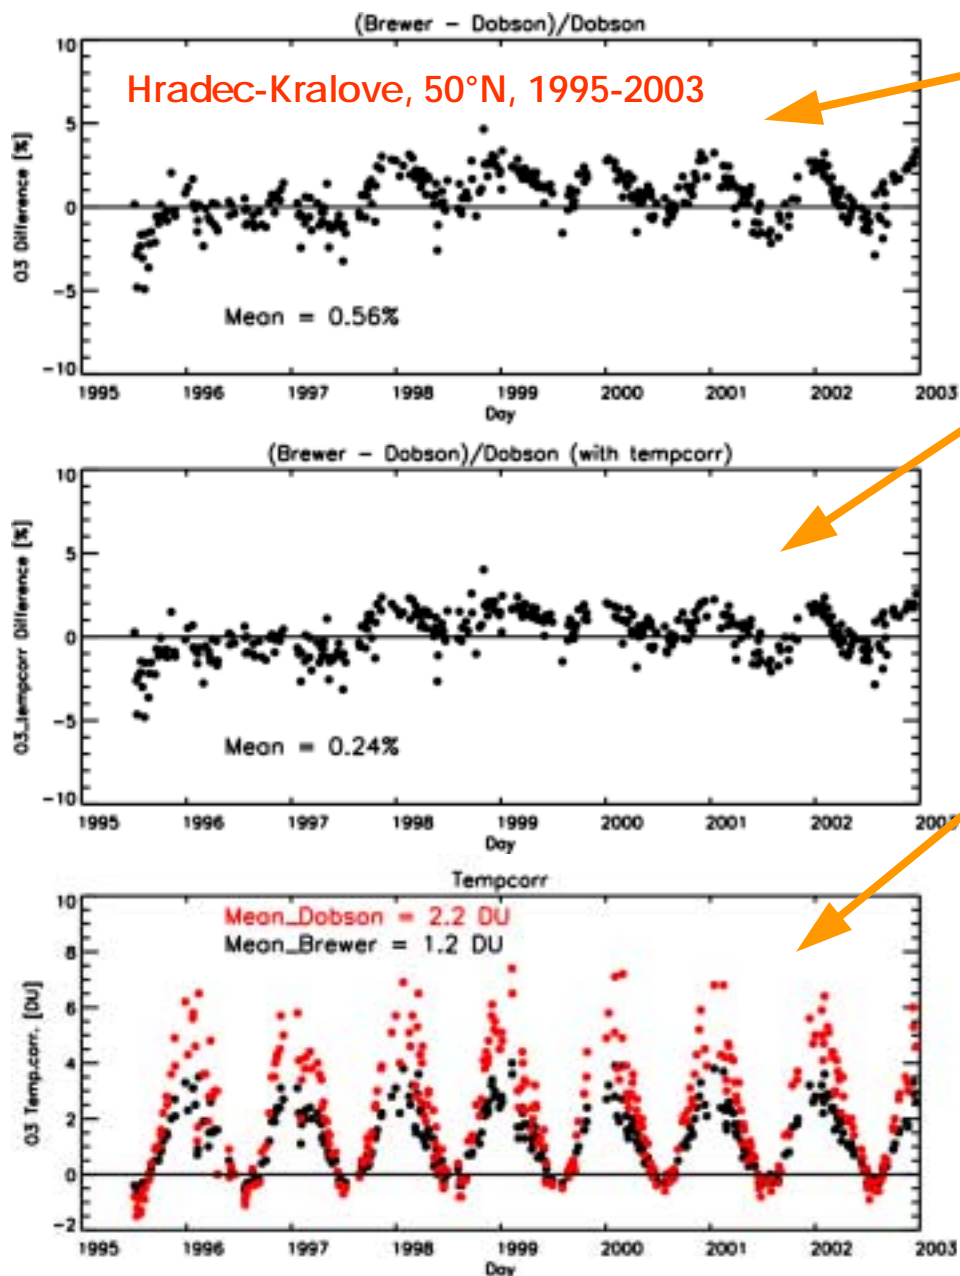 (Brewer - Dobson)/Dobson
Hradec-Kralove, 50°N, 1995-2003
10
5
0
-5
-10
O3 Difference [%]
Mean = 0.56%
1995 1996 1997 1998 1999 2000 2001 2002 2003
Day
(Brewer - Dobson)/Dobson (with tempcorr)
10
5
0
-5
-10
O3_tempcorr Difference [%]
Mean = 0.24%
1995 1996 1997 1998 1999 2000 2001 2002 2003
Day
Tempcorr
Mean_Dobson = 2.2 DU
Mean_Brewer = 1.2 DU
10
8
6
4
2
0
-2
O3 Temp.corr. [DU]
1995 1996 1997 1998 1999 2000 2001 2002 2003
Day